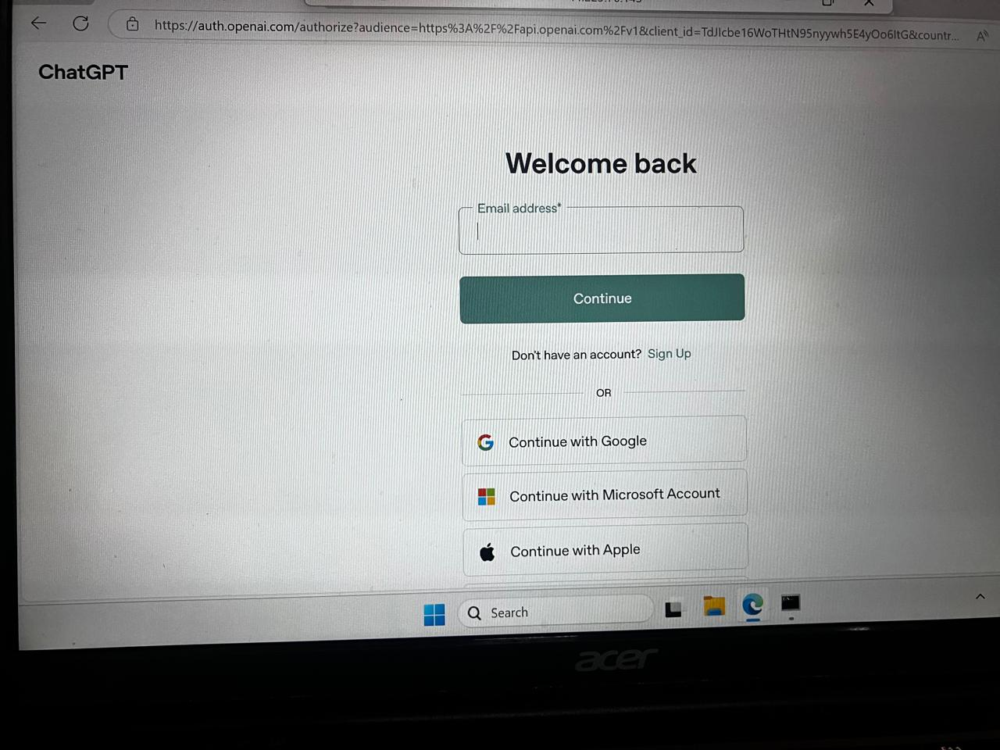 https://auth.openai.com/authorize?audience=https%3A%2F%2Fapi.openai.com%2Fv1&client_id=TdJIcbe16WoTHtN95nyywh5E4yOo6ItG&countr...
ChatGPT
Welcome back
Email address*
Continue
Don't have an account? Sign Up
OR
Continue with Google
Continue with Microsoft Account
Continue with Apple
Search
acer